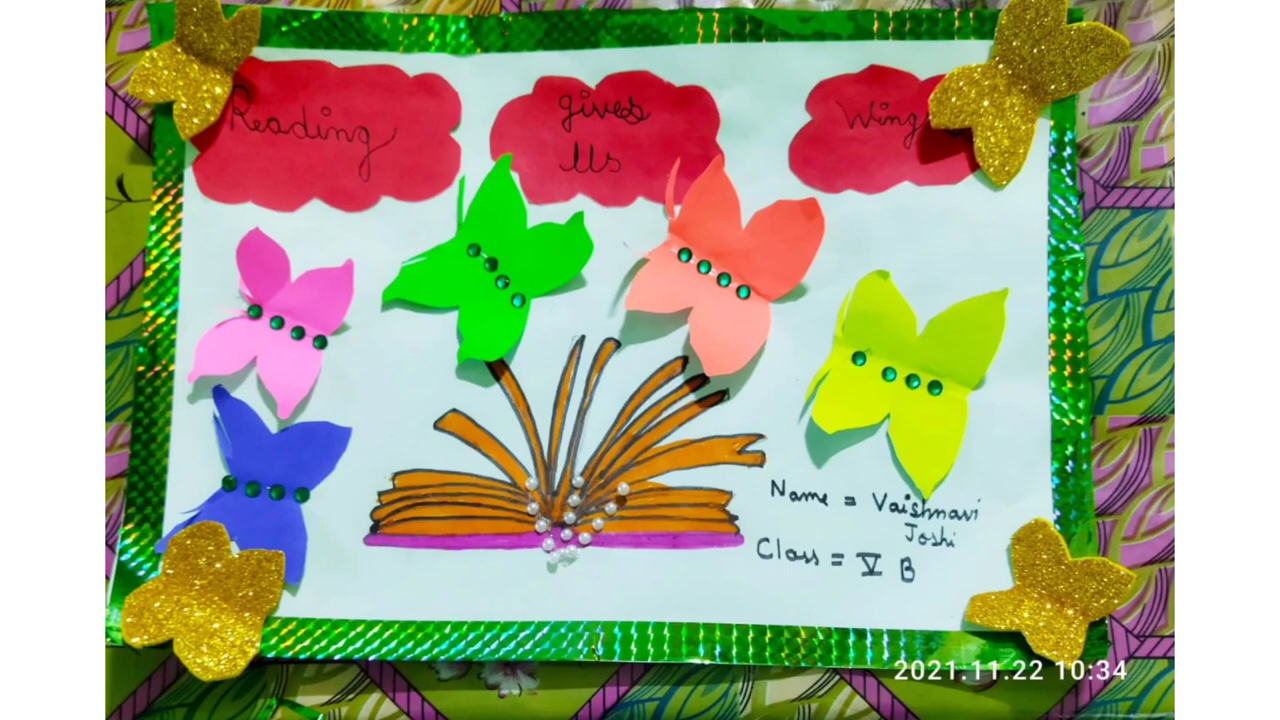 Reading
gives
Us
Wing
Name = Vaishnavi
Joshi
Class = V B
2021.11.22 10:34